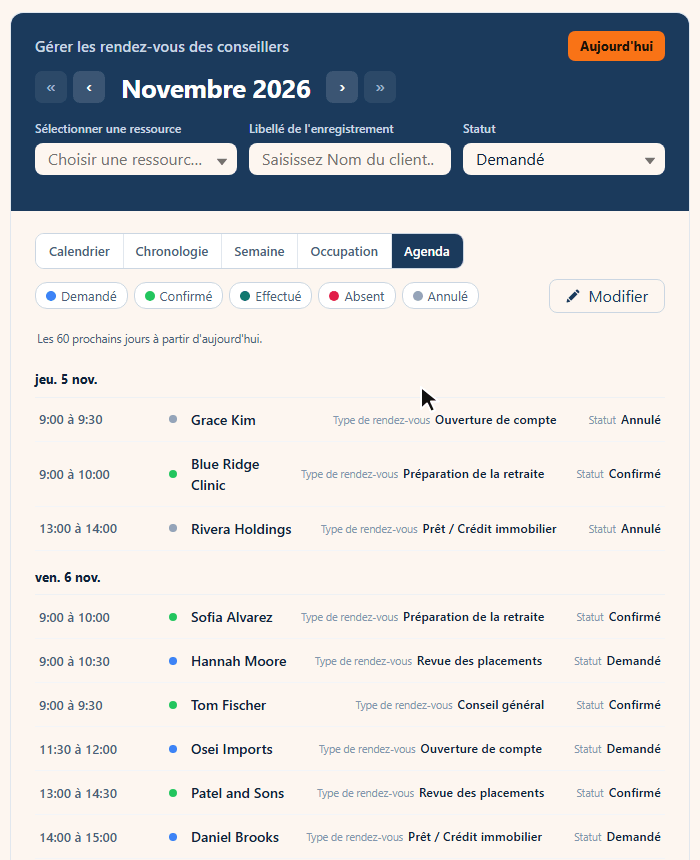 Gérer les rendez-vous des conseillers
Aujourd'hui
« ‹ Novembre 2026 › »
Sélectionner une ressource Libellé de l'enregistrement Statut
Choisir une ressourc... Saisissez Nom du client.. Demandé
Calendrier Chronologie Semaine Occupation Agenda
Demandé Confirmé Effectué Absent Annulé Modifier
Les 60 prochains jours à partir d'aujourd'hui.
jeu. 5 nov.
9:00 à 9:30 Grace Kim Type de rendez-vous Ouverture de compte Statut Annulé
9:00 à 10:00 Blue Ridge Clinic Type de rendez-vous Préparation de la retraite Statut Confirmé
13:00 à 14:00 Rivera Holdings Type de rendez-vous Prêt / Crédit immobilier Statut Annulé
ven. 6 nov.
9:00 à 10:00 Sofia Alvarez Type de rendez-vous Préparation de la retraite Statut Confirmé
9:00 à 10:30 Hannah Moore Type de rendez-vous Revue des placements Statut Demandé
9:00 à 9:30 Tom Fischer Type de rendez-vous Conseil général Statut Confirmé
11:30 à 12:00 Osei Imports Type de rendez-vous Ouverture de compte Statut Demandé
13:00 à 14:30 Patel and Sons Type de rendez-vous Revue des placements Statut Confirmé
14:00 à 15:00 Daniel Brooks Type de rendez-vous Prêt / Crédit immobilier Statut Demandé